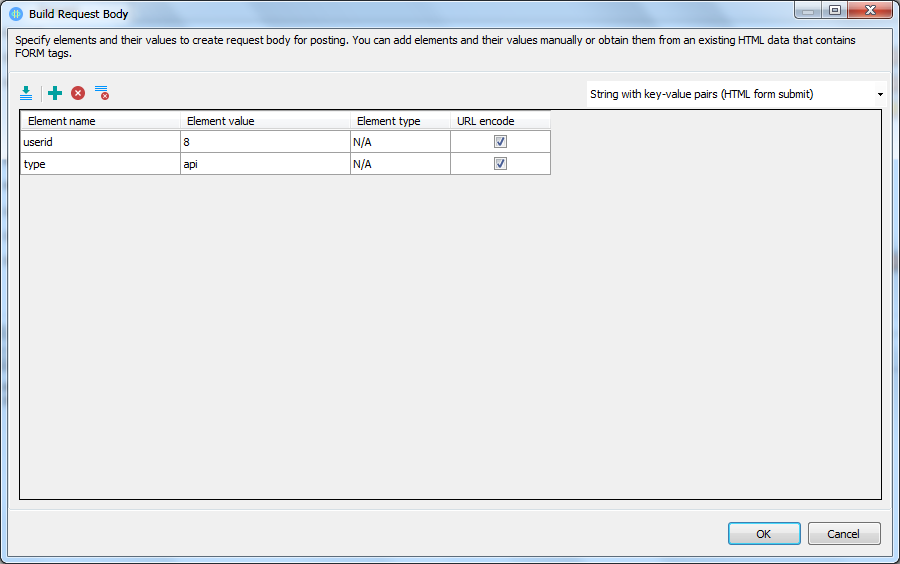 Build Request Body
Specify elements and their values to create request body for posting. You can add elements and their values manually or obtain them from an existing HTML data that contains
FORM tags.
String with key-value pairs (HTML form submit)
Element name Element value Element type URL encode
userid 8 N/A
type api N/A
OK Cancel